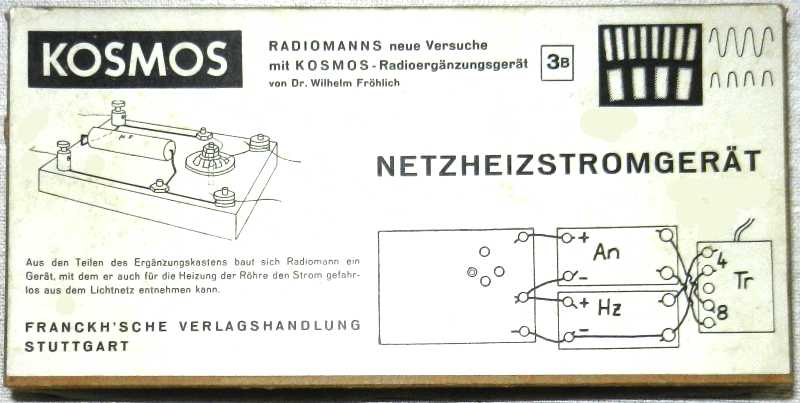 KOSMOS
RADIOMANNS neue Versuche
mit KOSMOS-Radioergänzungsgerät
von Dr. Wilhelm Fröhlich
3B
NETZHEIZSTROMGERÄT
Aus den Teilen des Ergänzungskastens baut sich Radiomann ein
Gerät, mit dem er auch für die Heizung der Röhre den Strom gefahr-
los aus dem Lichtnetz entnehmen kann.
FRANCKH'SCHE VERLAGSHANDLUNG
STUTTGART
+ An
-
+ Hz
-
4
Tr
8